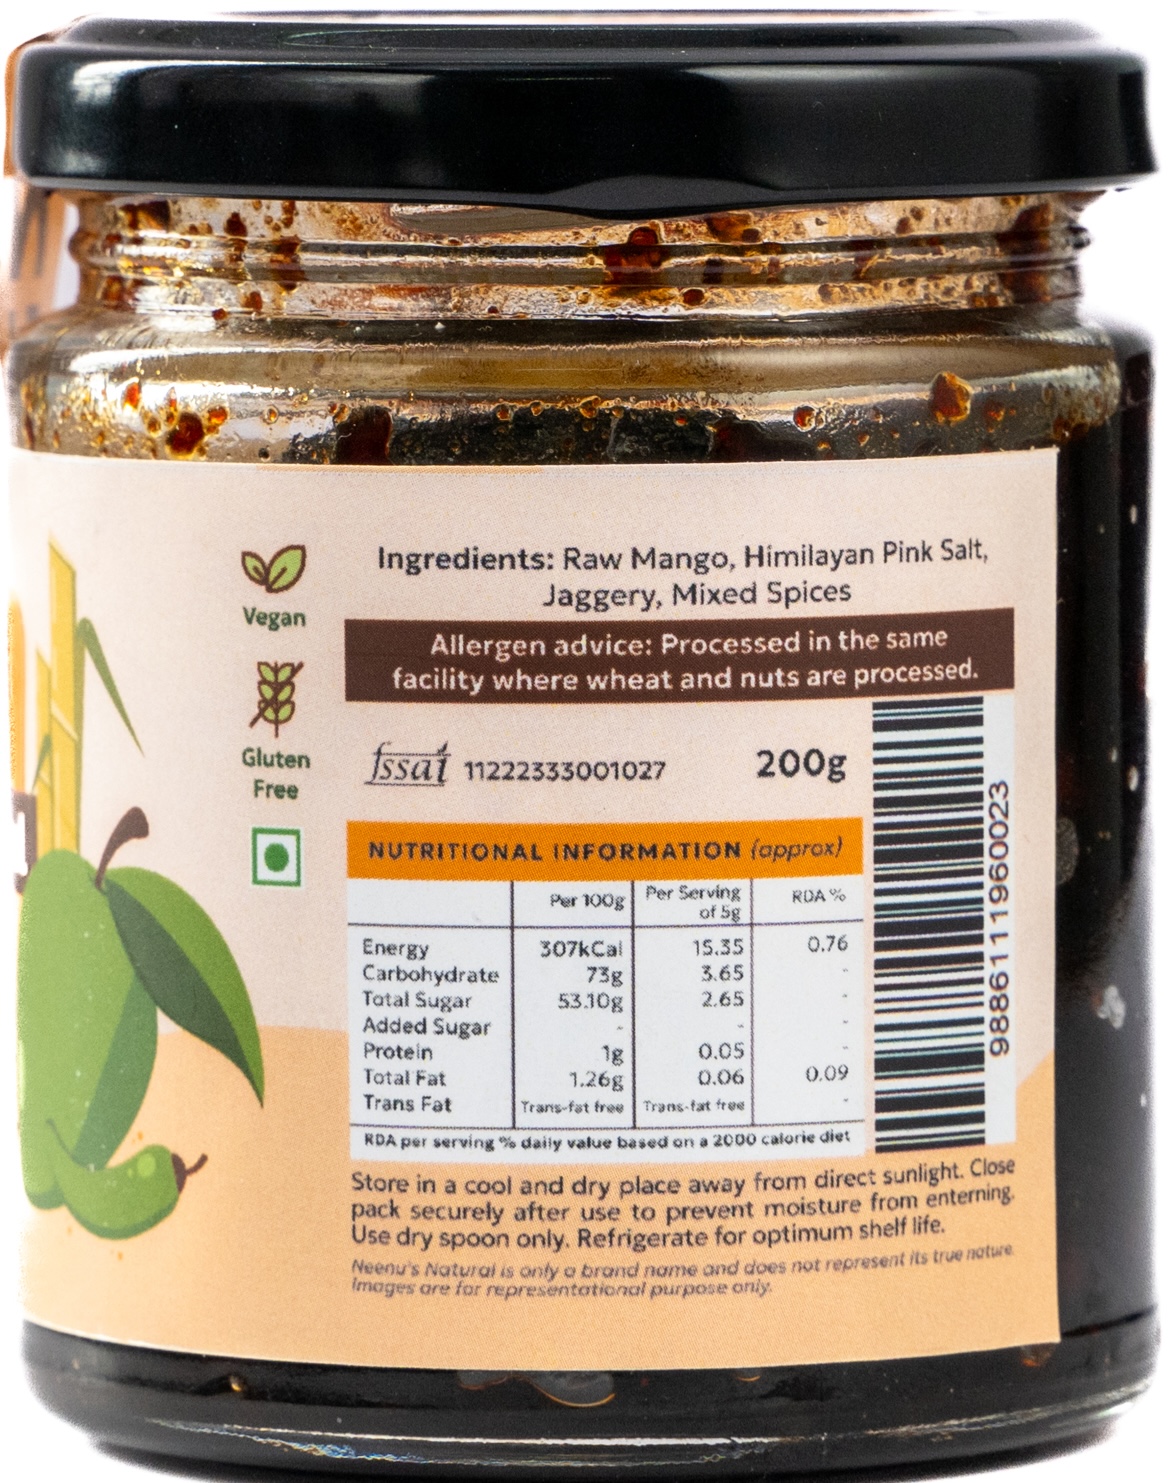 Ingredients: Raw Mango, Himilayan Pink Salt,
Jaggery, Mixed Spices
Vegan
Allergen advice: Processed in the same
facility where wheat and nuts are processed.
Gluten
Free
fssai 11222333001027 200g
9886111960023
NUTRITIONAL INFORMATION (approx)
Per 100g Per Serving of 5g RDA %
Energy 307kCal 15.35 0.76
Carbohydrate 73g 3.65 -
Total Sugar 53.10g 2.65 -
Added Sugar - - -
Protein 1g 0.05 -
Total Fat 1.26g 0.06 0.09
Trans Fat Trans-fat free Trans-fat free -
RDA per serving % daily value based on a 2000 calorie diet
Store in a cool and dry place away from direct sunlight. Close
pack securely after use to prevent moisture from enterning.
Use dry spoon only. Refrigerate for optimum shelf life.
Neenu's Natural is only a brand name and does not represent its true nature.
Images are for representational purpose only.